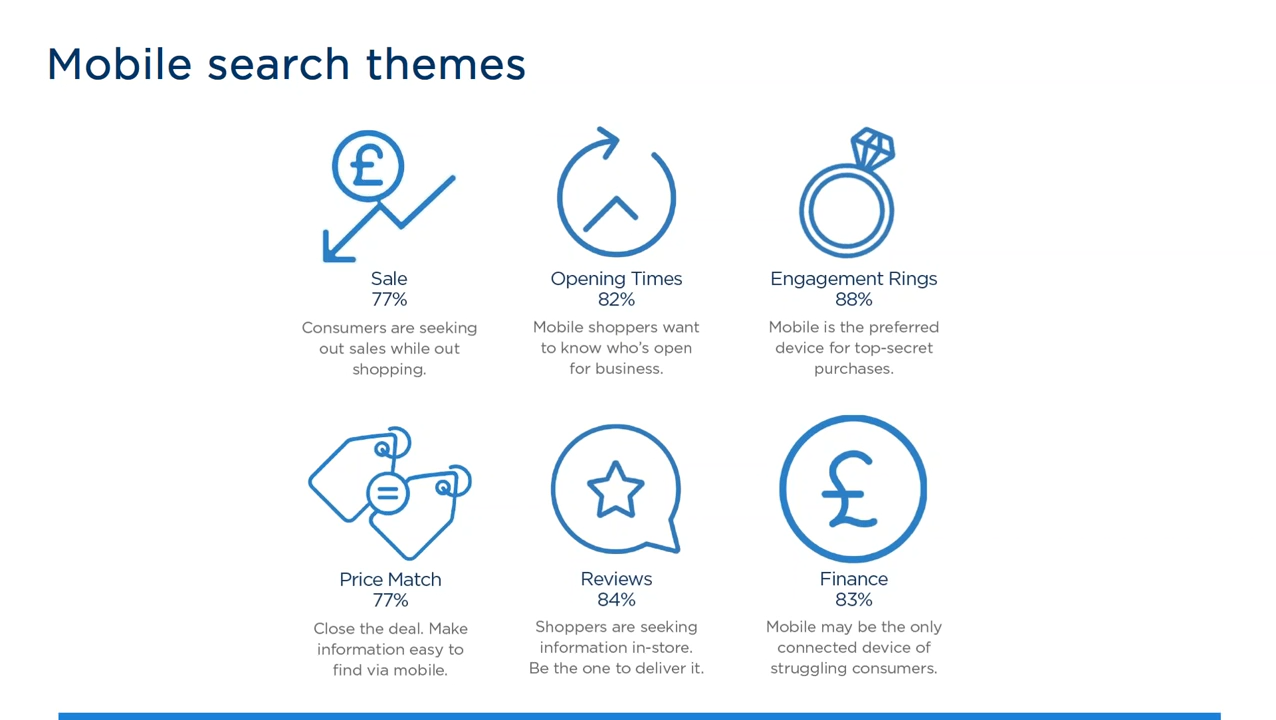 Mobile search themes
£
Sale
77%
Consumers are seeking
out sales while out
shopping.
Opening Times
82%
Mobile shoppers want
to know who's open
for business.
Engagement Rings
88%
Mobile is the preferred
device for top-secret
purchases.
Price Match
77%
Close the deal. Make
information easy to
find via mobile.
Reviews
84%
Shoppers are seeking
information in-store.
Be the one to deliver it.
£
Finance
83%
Mobile may be the only
connected device of
struggling consumers.